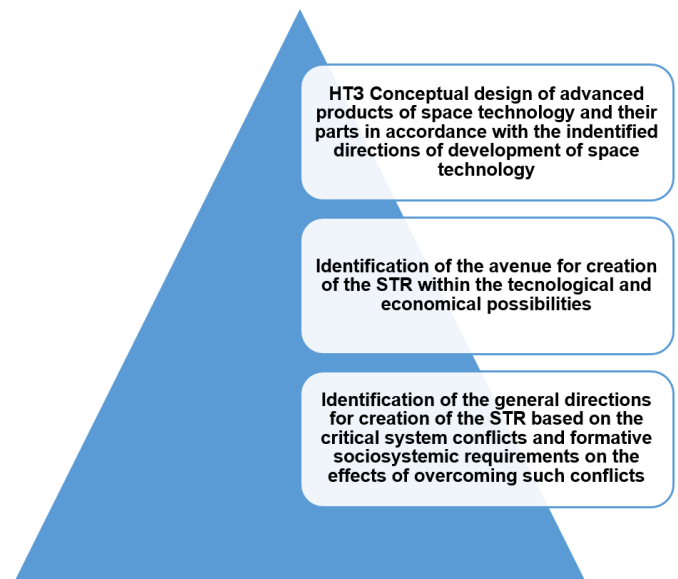 HT3 Conceptual design of advanced
products of space technology and their
parts in accordance with the indentified
directions of development of space
technology
Identification of the avenue for creation
of the STR within the tecnological and
economical possibilities
Identification of the general directions
for creation of the STR based on the
critical system conflicts and formative
sociosystemic requirements on the
effects of overcoming such conflicts